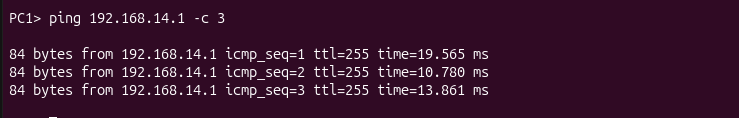 PC1> ping 192.168.14.1 -c 3
84 bytes from 192.168.14.1 icmp_seq=1 ttl=255 time=19.565 ms
84 bytes from 192.168.14.1 icmp_seq=2 ttl=255 time=10.780 ms
84 bytes from 192.168.14.1 icmp_seq=3 ttl=255 time=13.861 ms